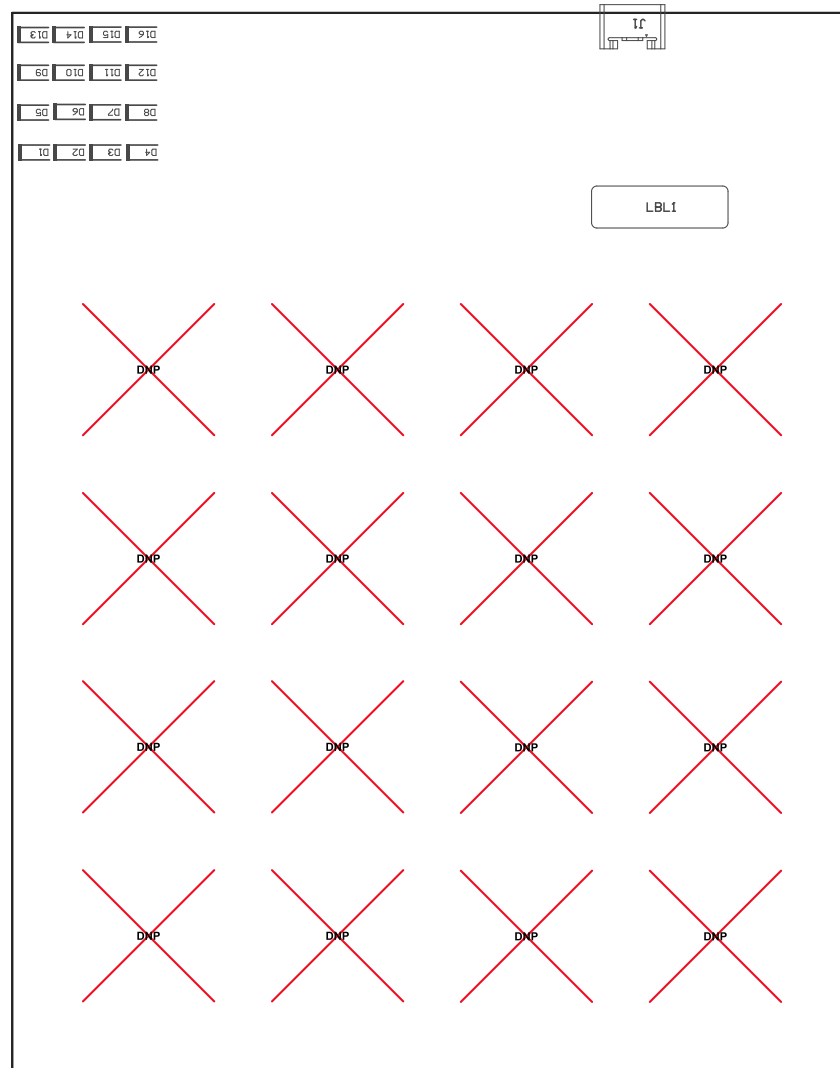 J1
D13 D14 D15 D16
D9 D10 D11 D12
D5 D6 D7 D8
D1 D2 D3 D4
LBL1
DNP DNP DNP DNP
DNP DNP DNP DNP
DNP DNP DNP DNP
DNP DNP DNP DNP